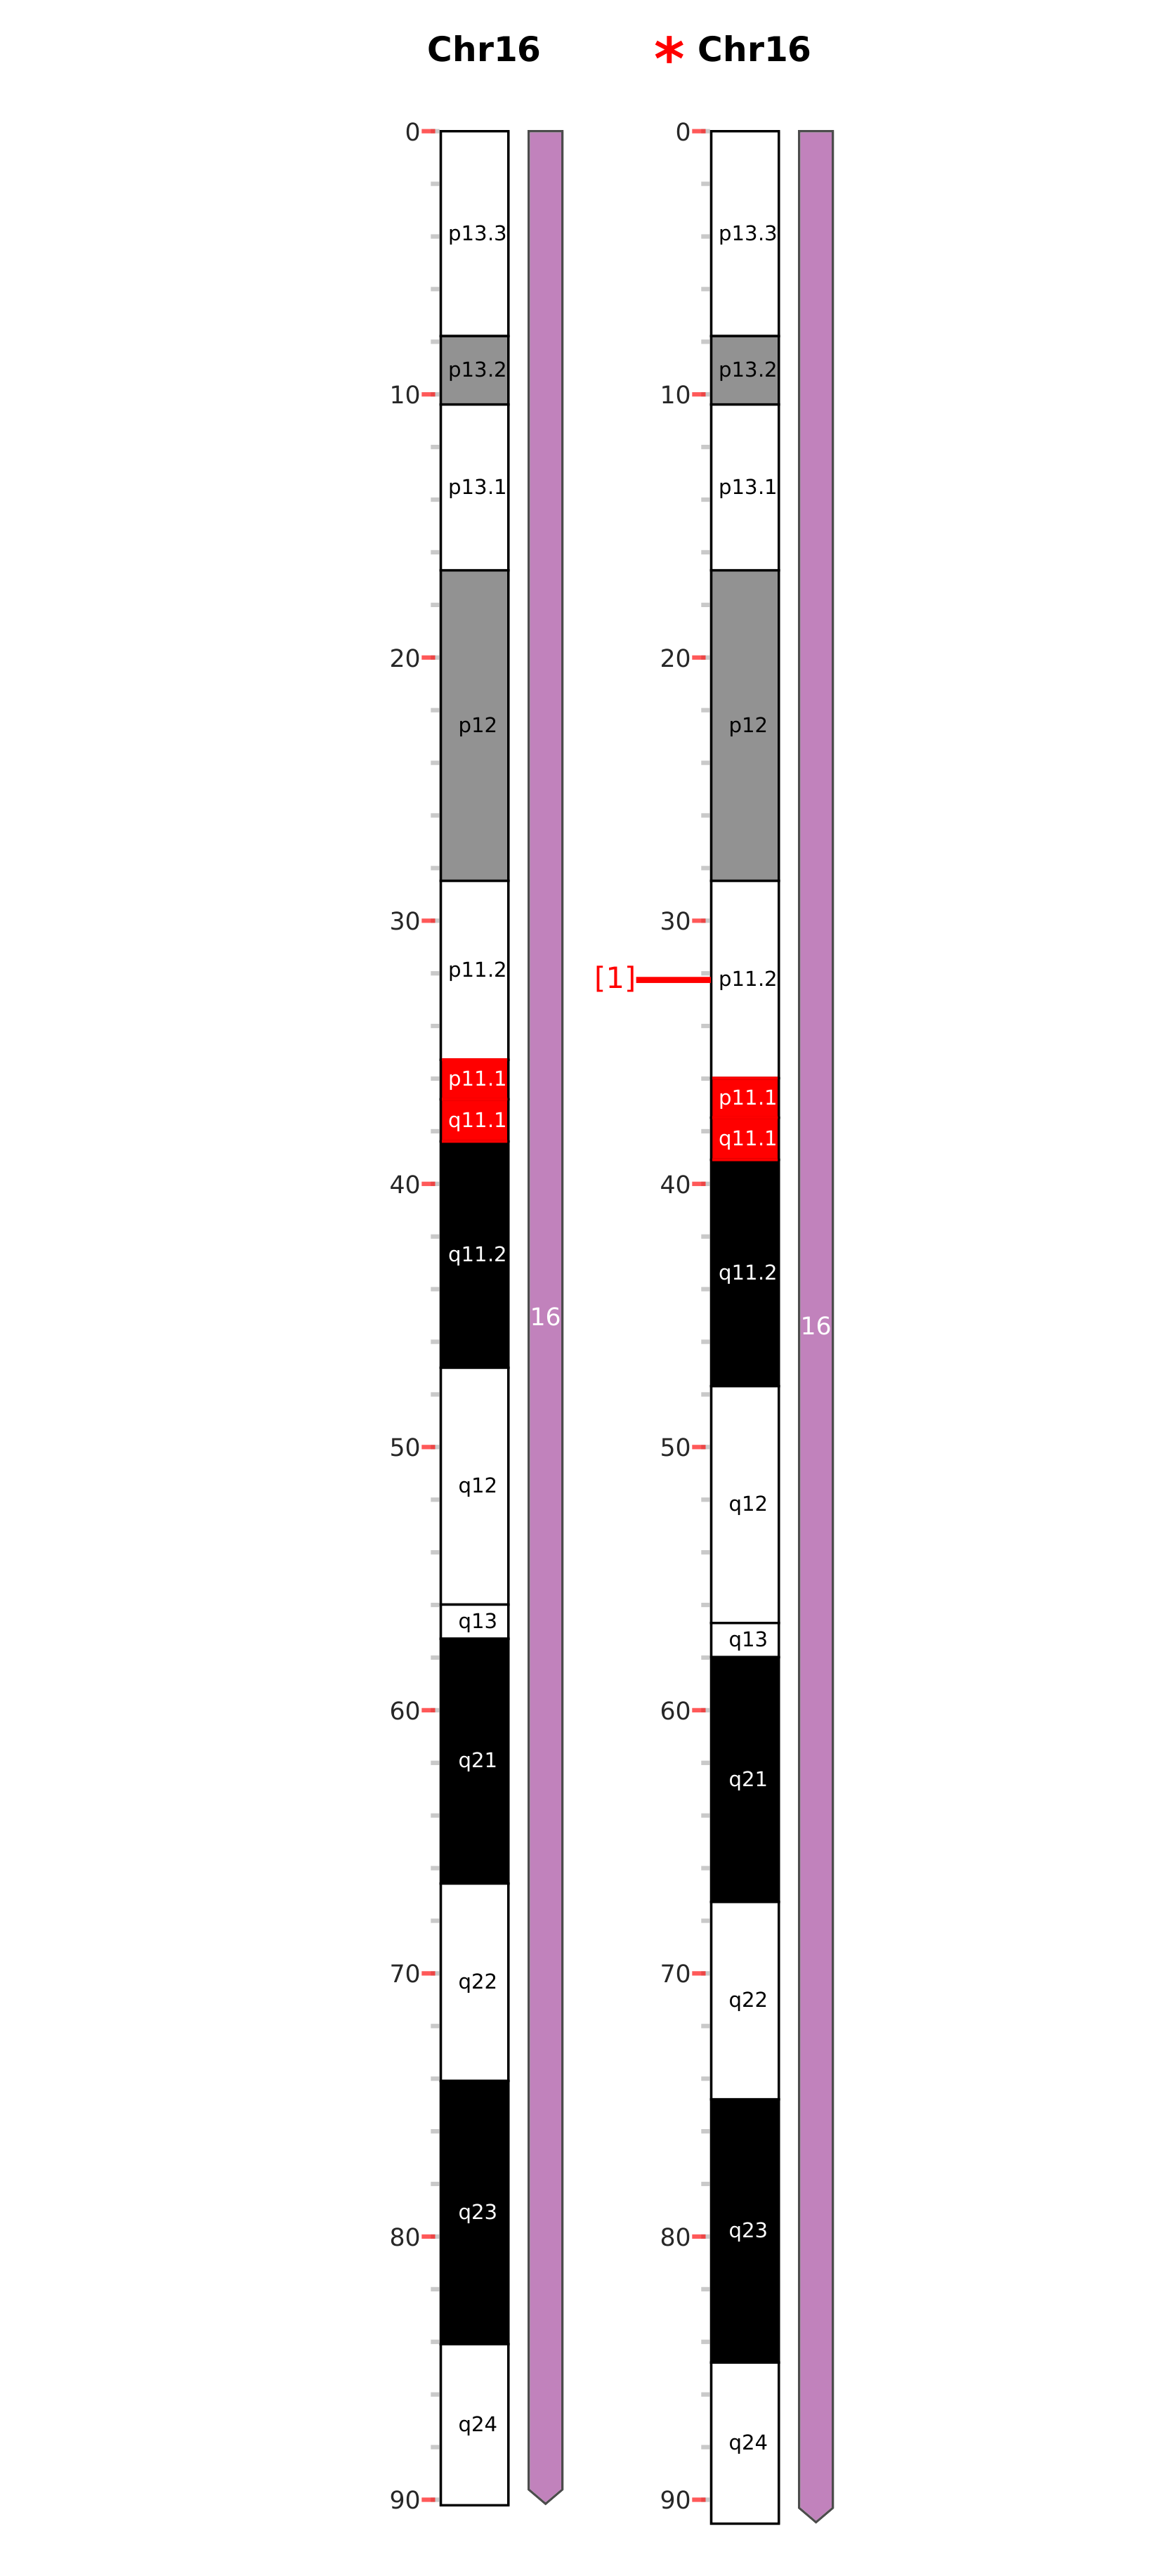 Chr16 * Chr16
0 0
p13.3 p13.3
p13.2 p13.2
10 10
p13.1 p13.1
20 20
p12 p12
30 30
p11.2 [1] p11.2
p11.1 p11.1
q11.1 q11.1
40 40
q11.2 q11.2
16 16
50 50
q12 q12
q13 q13
60 60
q21 q21
70 70
q22 q22
80 80
q23 q23
q24 q24
90 90